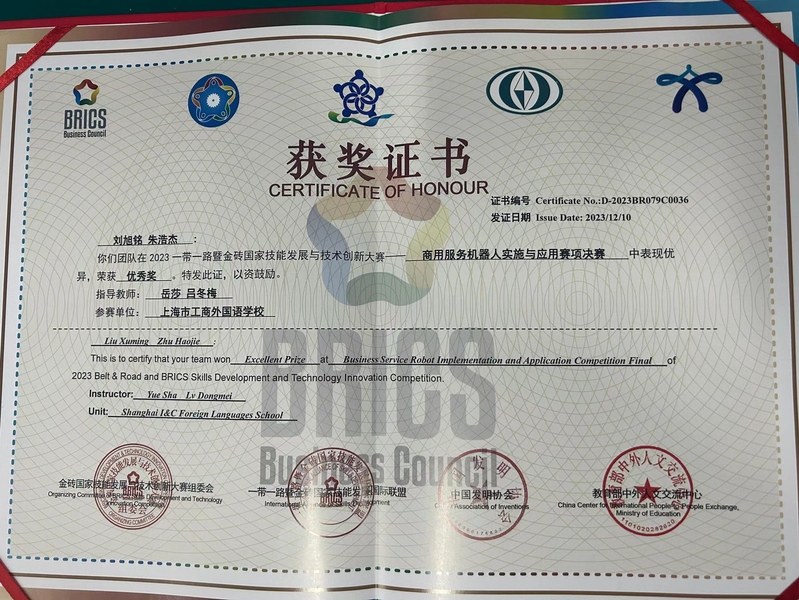 BRICS
Business Council
获奖证书
CERTIFICATE OF HONOUR
证书编号 Certificate No.:D-2023BR079C0036
发证日期 Issue Date: 2023/12/10
刘旭铭 朱浩杰 :
你们团队在 2023 一带一路暨金砖国家技能发展与技术创新大赛——商用服务机器人实施与应用赛项决赛 中表现优
异，荣获 优秀奖 。特发此证，以资鼓励。
指导教师： 岳莎 吕冬梅
参赛单位： 上海市工商外国语学校
Liu Xuming Zhu Haojie :
This is to certify that your team won Excellent Prize at Business Service Robot Implementation and Application Competition Final of
2023 Belt & Road and BRICS Skills Development and Technology Innovation Competition.
Instructor: Yue Sha Lv Dongmei
Unit: Shanghai I&C Foreign Languages School
BRICS
Business Council
金砖国家技能发展与技术创新大赛组委会
一带一路暨金砖国家技能发展国际联盟
中国发明协会
China Association of Inventions
教育部中外人文交流中心
China Center for International People-to-People Exchange,
Ministry of Education